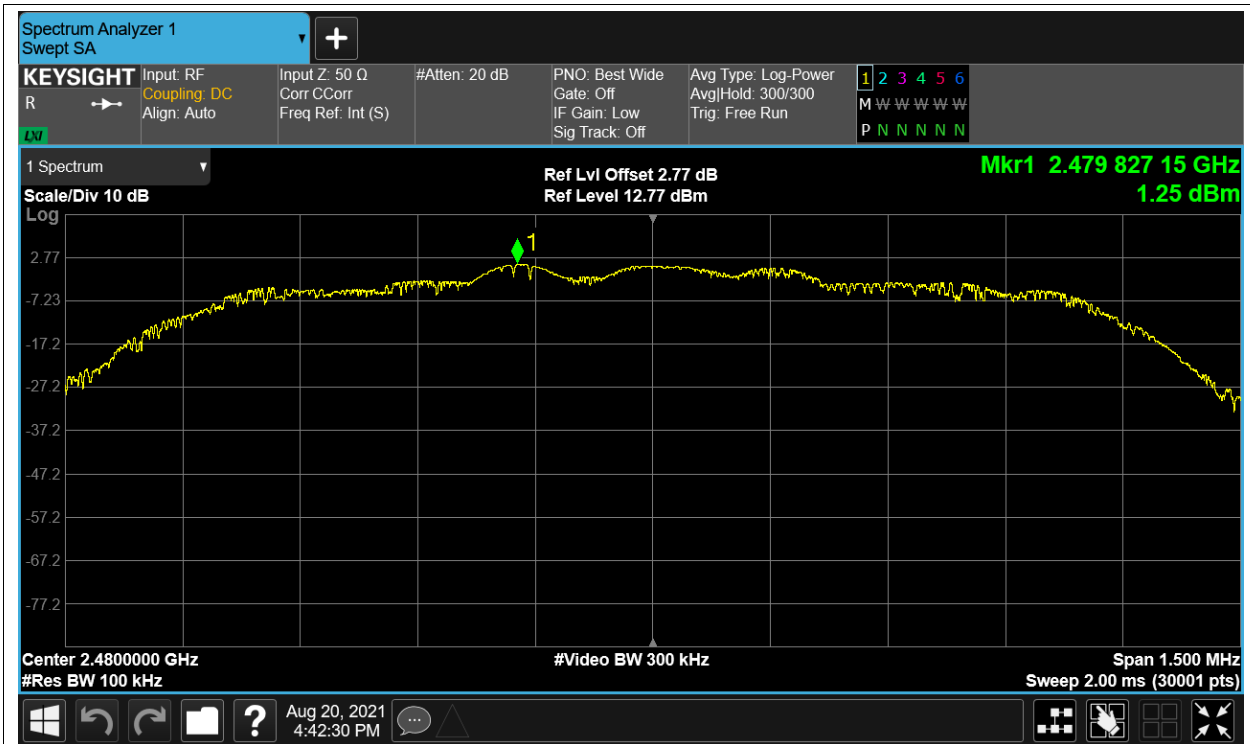 Spectrum Analyzer 1
Swept SA
KEYSIGHT
R
LXI
Input: RF
Coupling: DC
Align: Auto
Input Z: 50 Ω
Corr CCorr
Freq Ref: Int (S)
#Atten: 20 dB
PNO: Best Wide
Gate: Off
IF Gain: Low
Sig Track: Off
Avg Type: Log-Power
Avg|Hold: 300/300
Trig: Free Run
1 2 3 4 5 6
M W W W W W
P N N N N N
1 Spectrum
Scale/Div 10 dB
Log
Ref Lvl Offset 2.77 dB
Ref Level 12.77 dBm
Mkr1 2.479 827 15 GHz
1.25 dBm
1
2.77
-7.23
-17.2
-27.2
-37.2
-47.2
-57.2
-67.2
-77.2
Center 2.4800000 GHz
#Res BW 100 kHz
#Video BW 300 kHz
Span 1.500 MHz
Sweep 2.00 ms (30001 pts)
?
Aug 20, 2021
4:42:30 PM